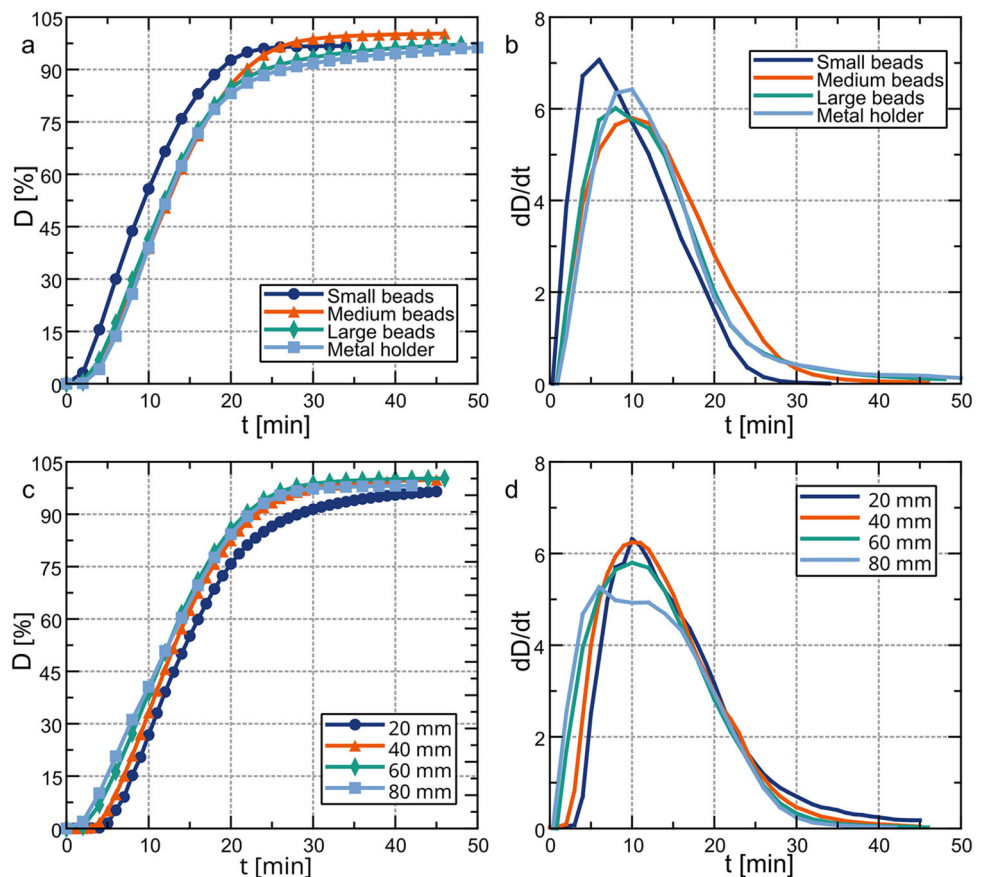 a
D [%]
105
90
75
60
45
30
15
0
Small beads
Medium beads
Large beads
Metal holder
0 10 20 30 40 50
t [min]
b
dD/dt
8
6
4
2
0
Small beads
Medium beads
Large beads
Metal holder
0 10 20 30 40 50
t [min]
c
D [%]
105
90
75
60
45
30
15
0
20 mm
40 mm
60 mm
80 mm
0 10 20 30 40 50
t [min]
d
dD/dt
8
6
4
2
0
20 mm
40 mm
60 mm
80 mm
0 10 20 30 40 50
t [min]